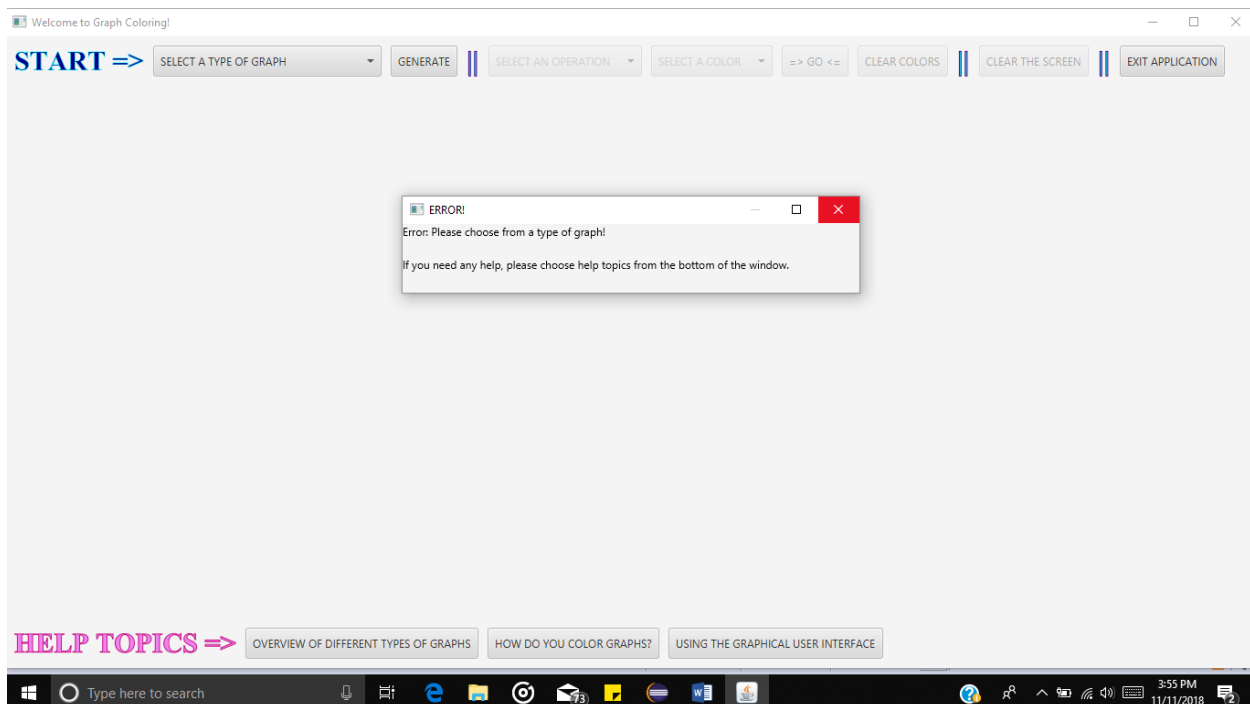 Welcome to Graph Coloring!
START => SELECT A TYPE OF GRAPH GENERATE SELECT AN OPERATION SELECT A COLOR => GO <= CLEAR COLORS CLEAR THE SCREEN EXIT APPLICATION
ERROR!
Error: Please choose from a type of graph!
If you need any help, please choose help topics from the bottom of the window.
HELP TOPICS => OVERVIEW OF DIFFERENT TYPES OF GRAPHS HOW DO YOU COLOR GRAPHS? USING THE GRAPHICAL USER INTERFACE
Type here to search 73 3:55 PM
11/11/2018 2